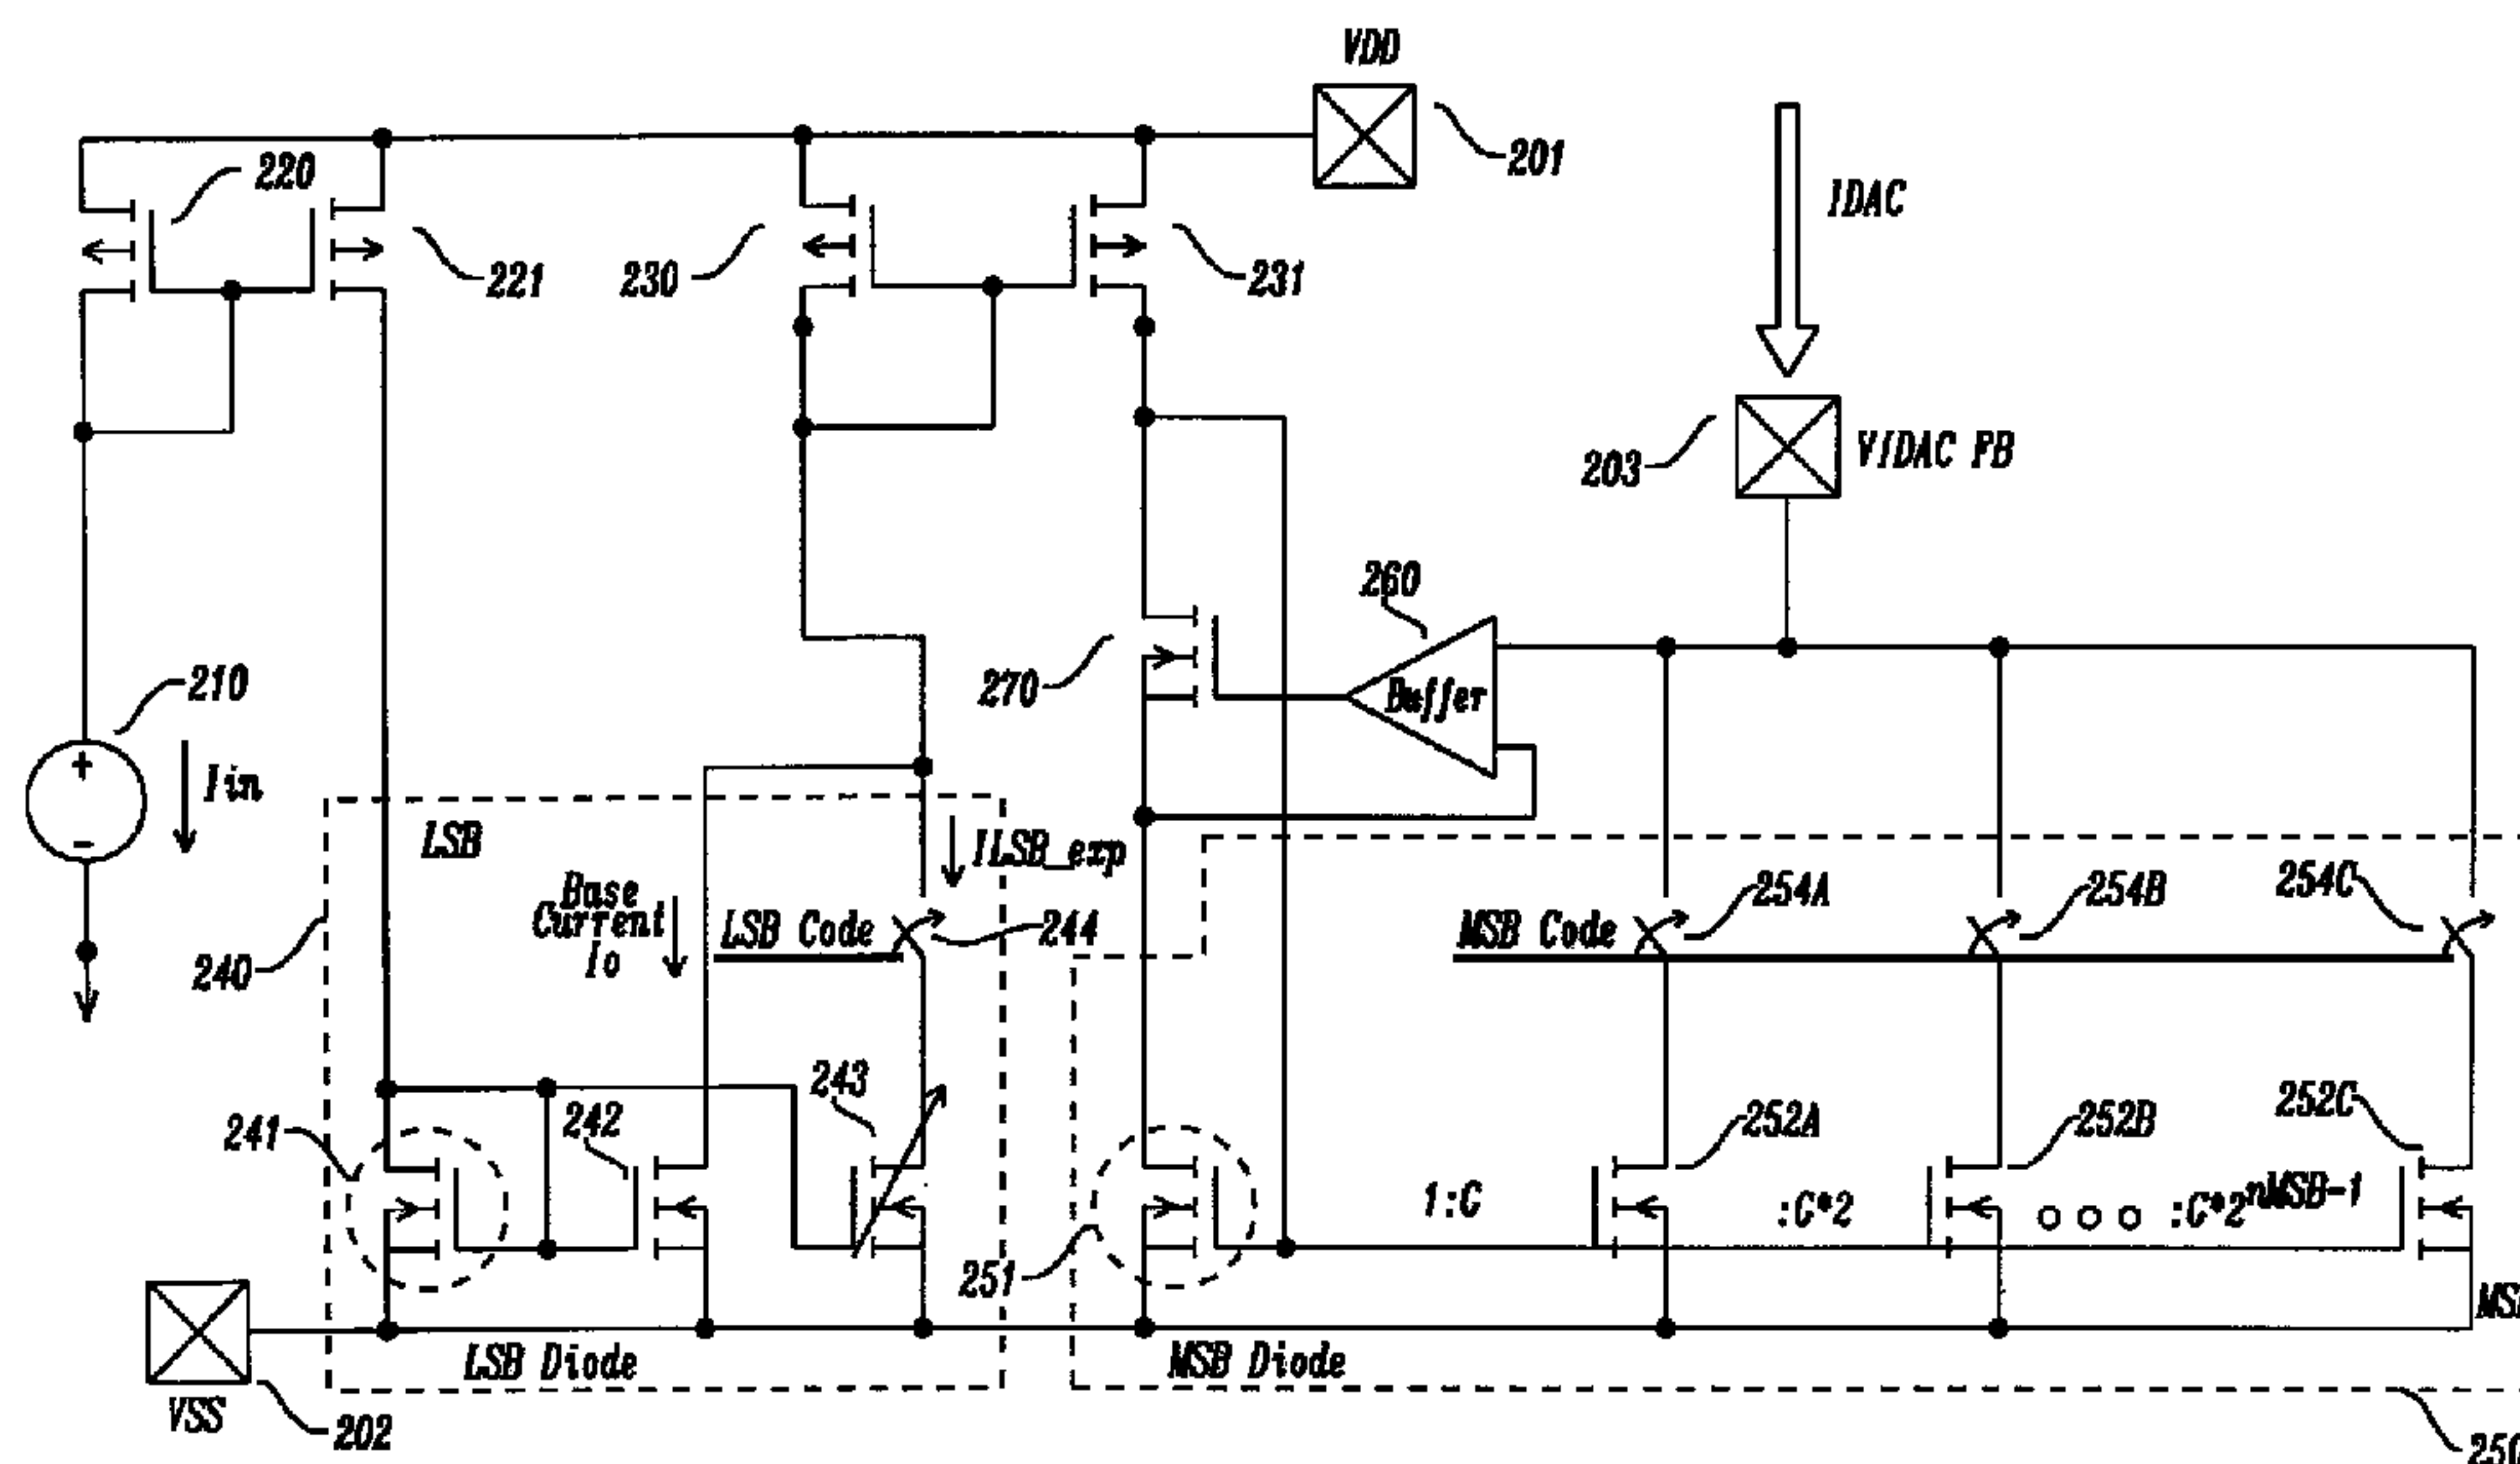 VDD
201
IDAC
220
221
230
231
203
VIDAC FB
260
Buffer
270
210
+
Iin
-
LSB
240
Base
Current
Io
LSB Code
ILSB_exp
244
MSB Code
254A
254B
254C
241
242
243
252A
252B
252C
1:G
:G*2
:G*2nMSB-1
251
LSB Diode
MSB Diode
VSS
202